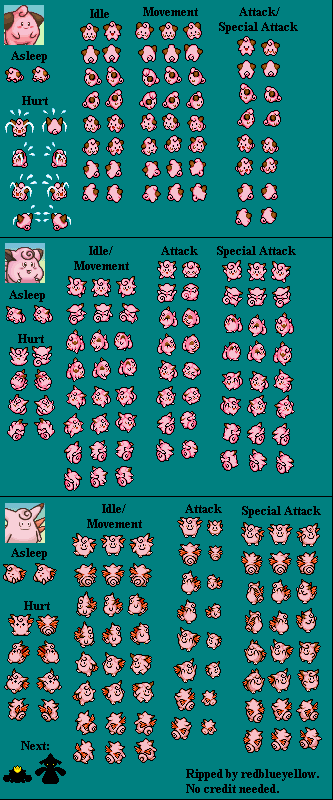 Idle
Movement
Attack/
Special Attack
Asleep
Hurt
Idle/
Movement
Attack
Special Attack
Asleep
Hurt
Idle/
Movement
Attack
Special Attack
Asleep
Hurt
Next:
Ripped by redblueyellow.
No credit needed.